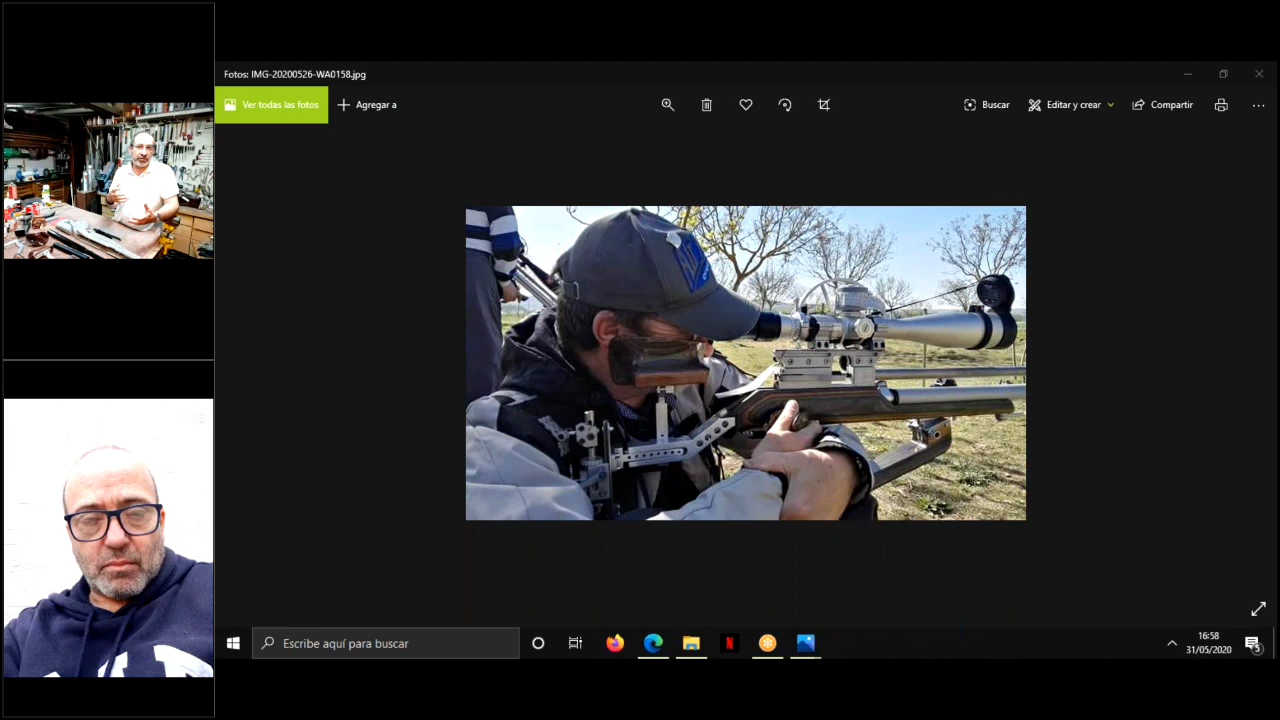 Fotos: IMG-20200526-WA0158.jpg
Ver todas las fotos
Agregar a
Buscar
Editar y crear
Compartir
Escribe aquí para buscar
16:58
31/05/2020
5